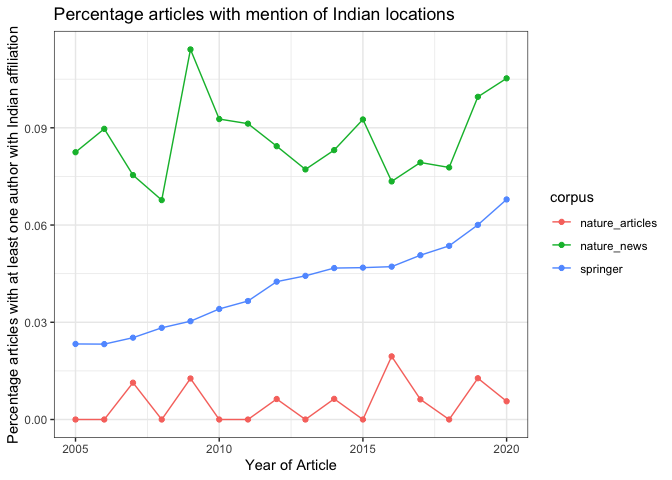 Percentage articles with mention of Indian locations
Percentage articles with at least one author with Indian affiliation
0.09
0.06
0.03
0.00
2005
2010
2015
2020
Year of Article
corpus
nature_articles
nature_news
springer